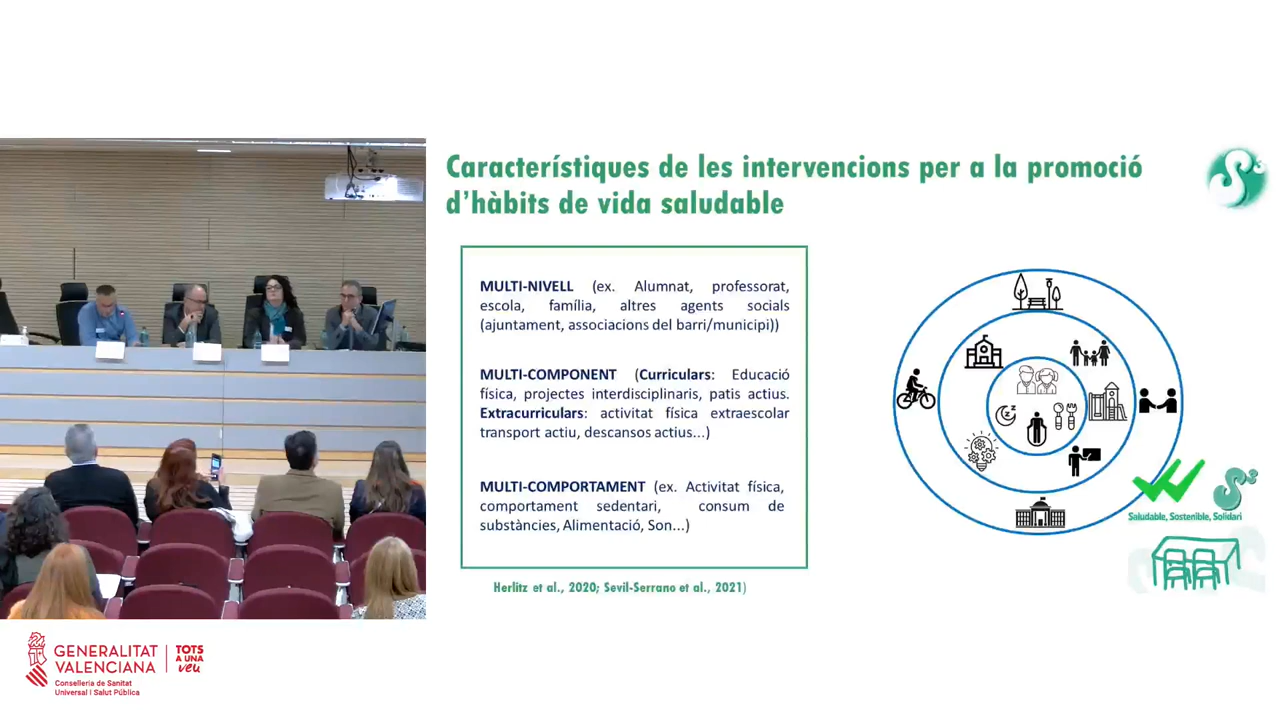 Característiques de les intervencions per a la promoció
d'hàbits de vida saludable
MULTI-NIVELL (ex. Alumnat, professorat,
escola, família, altres agents socials
(ajuntament, associacions del barri/municipi))
MULTI-COMPONENT (Curriculars: Educació
física, projectes interdisciplinaris, patis actius.
Extracurriculars: activitat física extraescolar
transport actiu, descansos actius...)
MULTI-COMPORTAMENT (ex. Activitat física,
comportament sedentari, consum de
substàncies, Alimentació, Son...)
Herlitz et al., 2020; Sevil-Serrano et al., 2021)
S³
z z z
S³
Saludable, Sostenible, Solidari
GENERALITAT
VALENCIANA
Conselleria de Sanitat
Universal i Salut Pública
TOTS
A UNA
veu